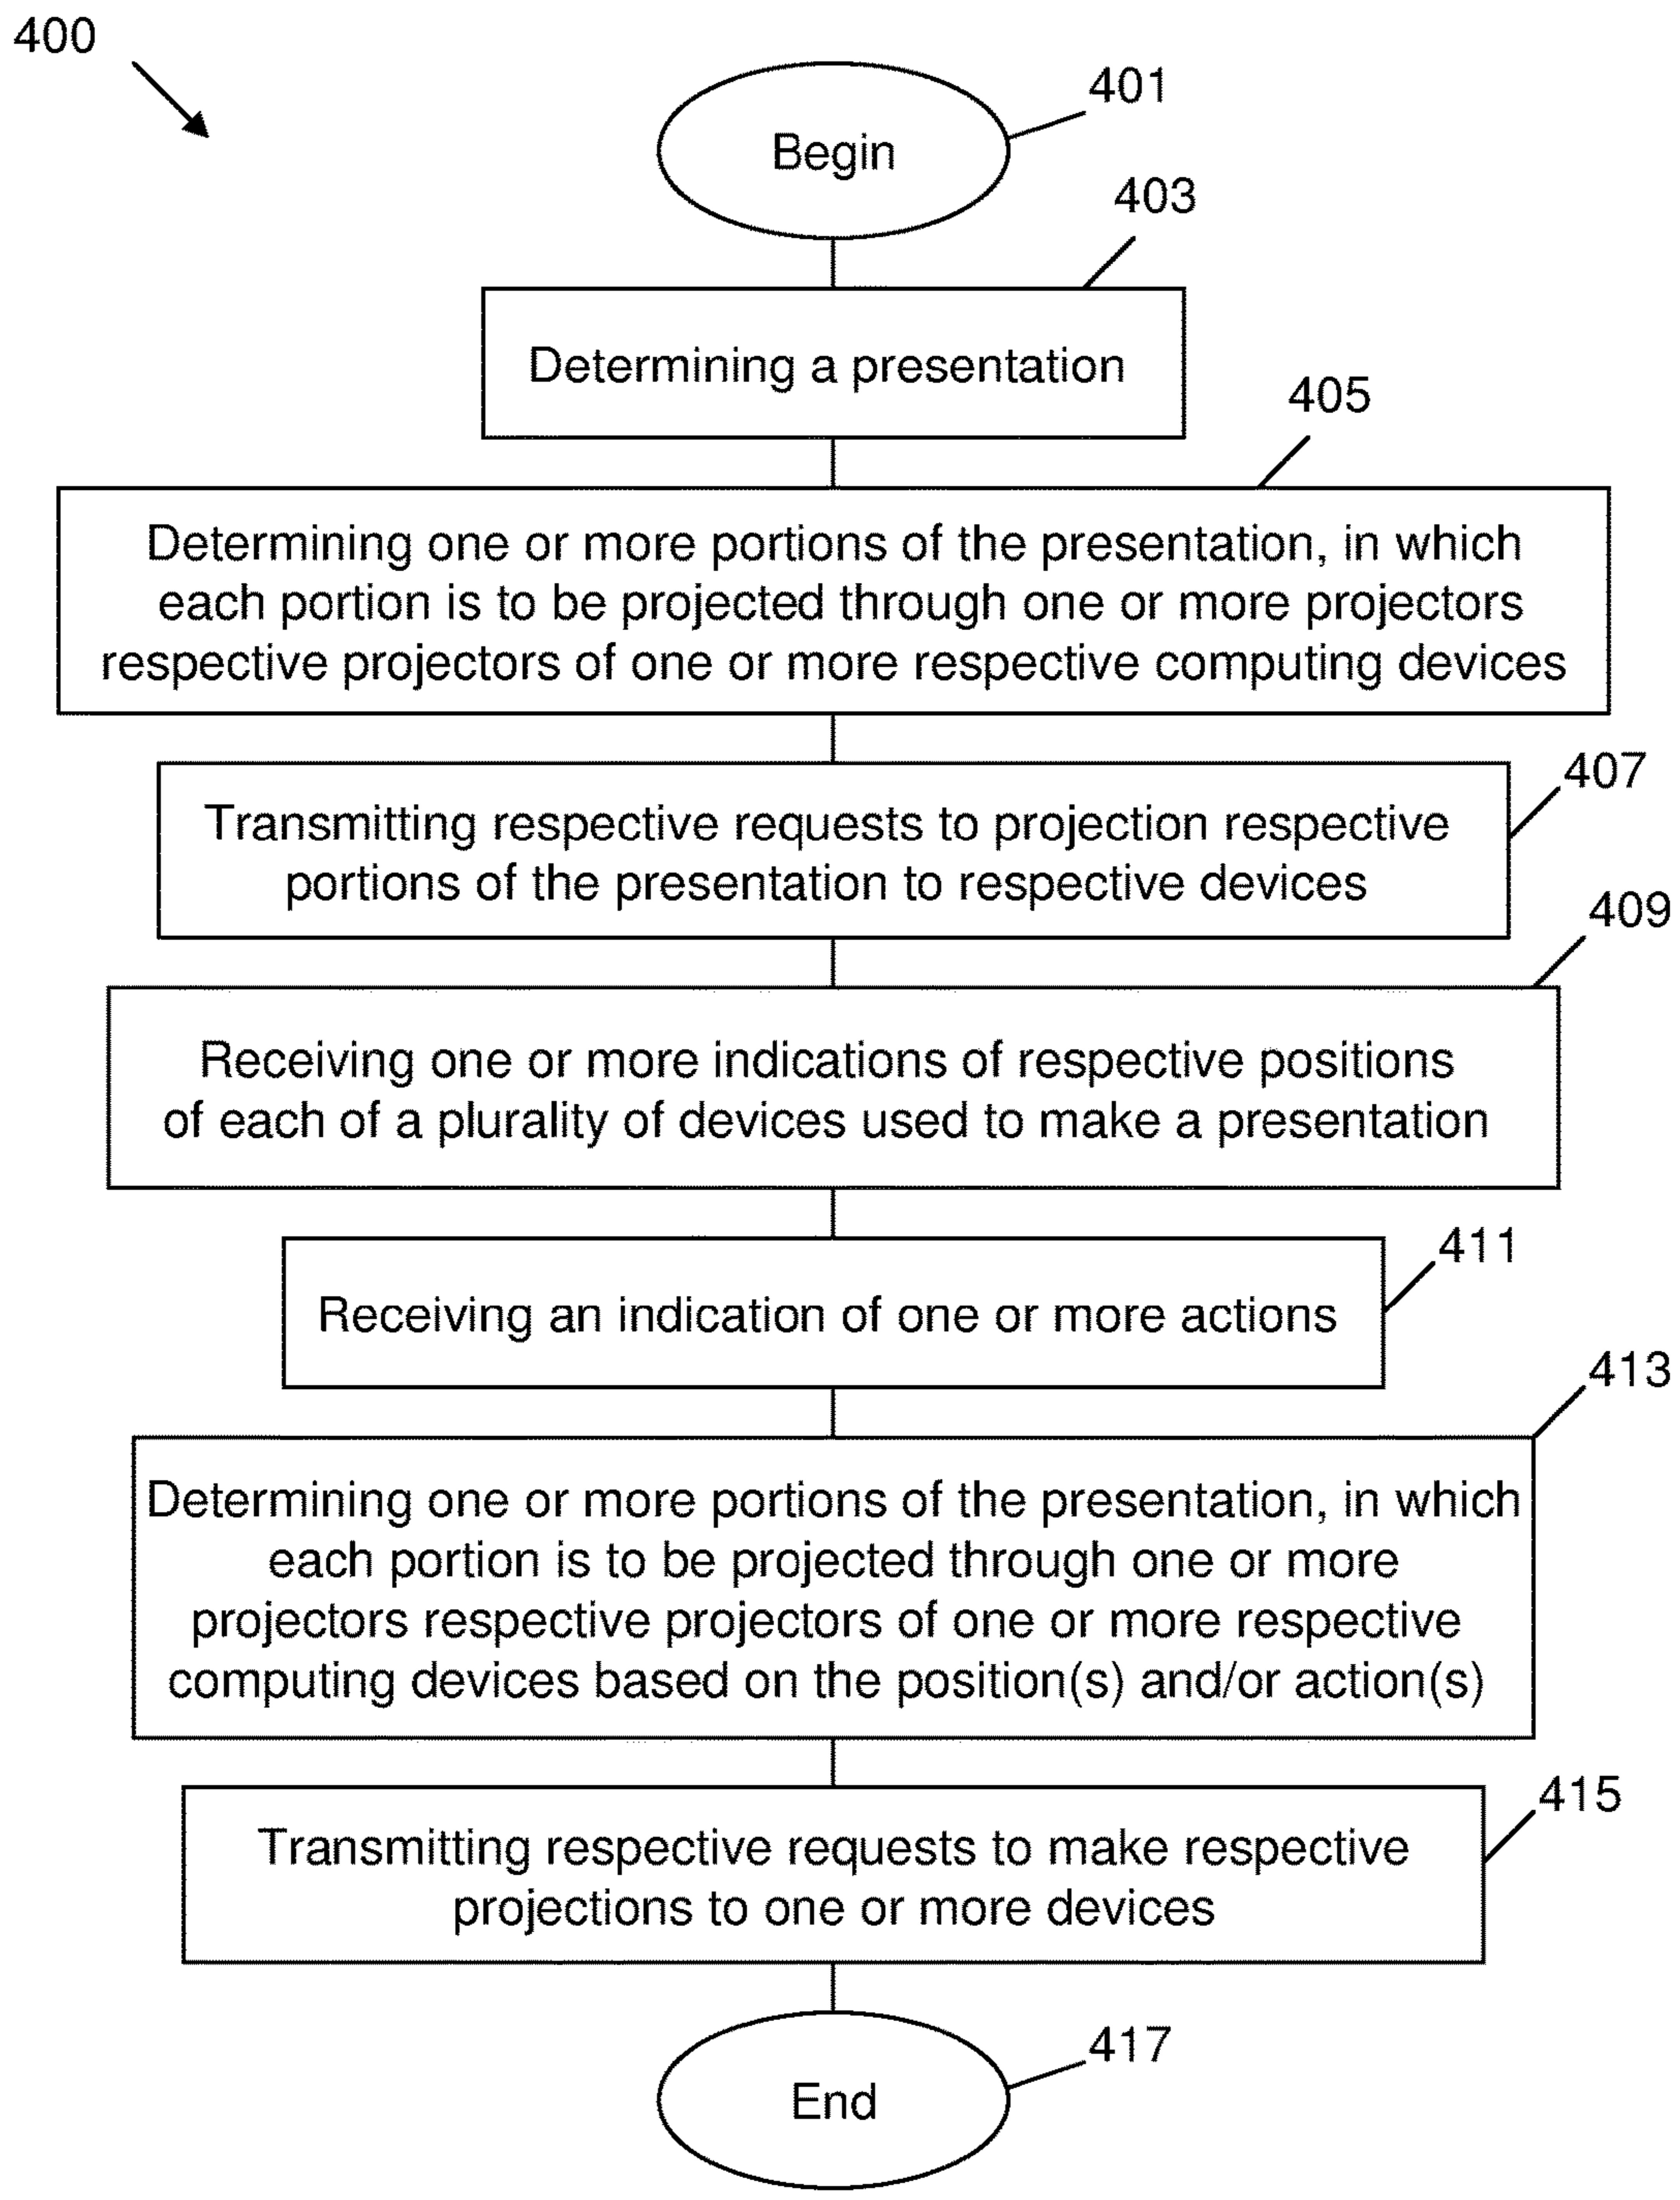 400
401
Begin
403
Determining a presentation
405
Determining one or more portions of the presentation, in which
each portion is to be projected through one or more projectors
respective projectors of one or more respective computing devices
407
Transmitting respective requests to projection respective
portions of the presentation to respective devices
409
Receiving one or more indications of respective positions
of each of a plurality of devices used to make a presentation
411
Receiving an indication of one or more actions
413
Determining one or more portions of the presentation, in which
each portion is to be projected through one or more
projectors respective projectors of one or more respective
computing devices based on the position(s) and/or action(s)
415
Transmitting respective requests to make respective
projections to one or more devices
417
End